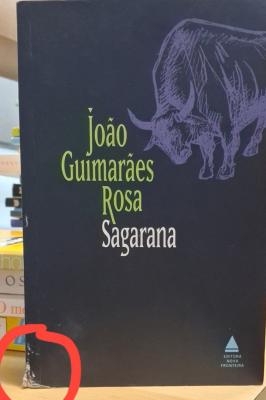 João
Guimarães
Rosa
Sagarana
EDITORA
NOVA
FRONTEIRA